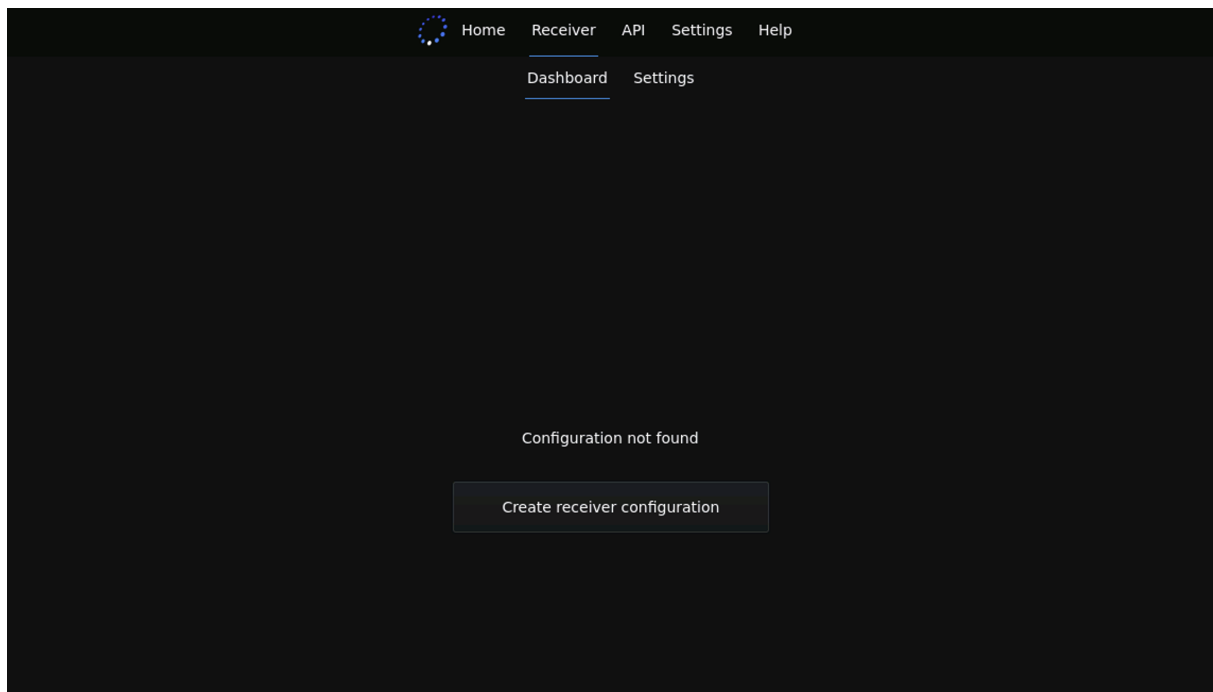 Home Receiver API Settings Help
Dashboard Settings
Configuration not found
Create receiver configuration